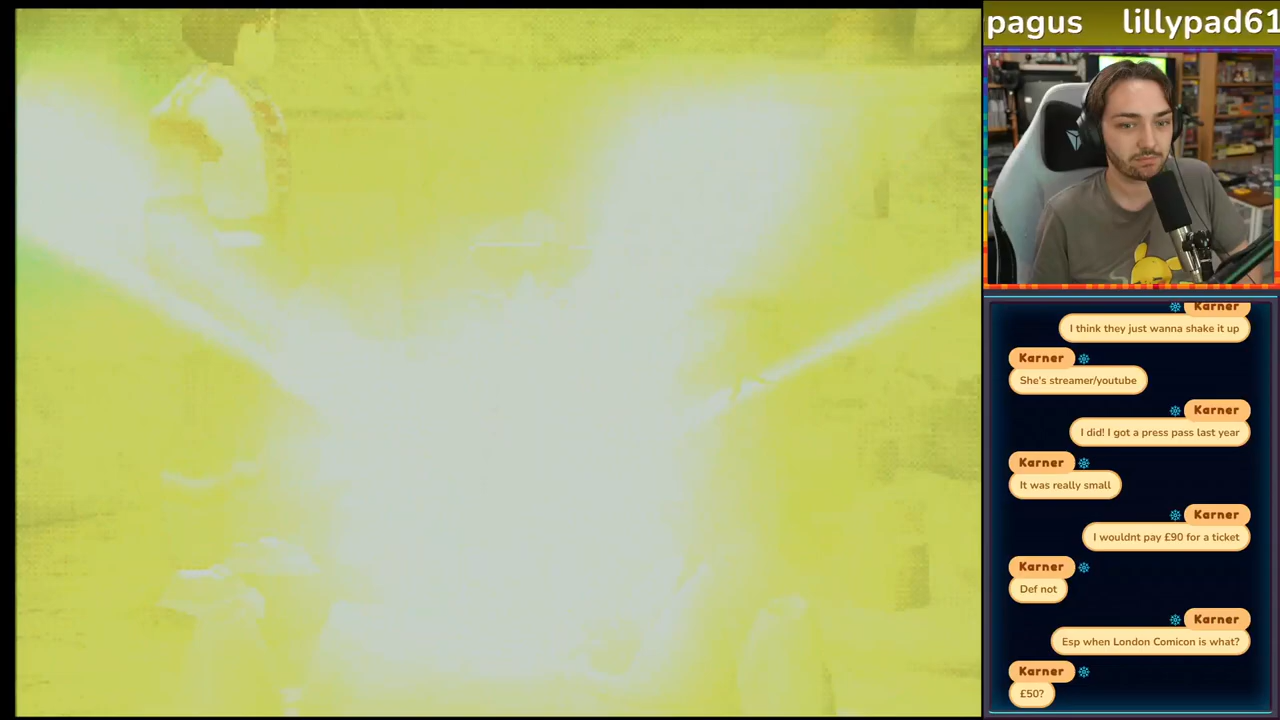 pagus lillypad61
Karner
I think they just wanna shake it up
Karner
She's streamer/youtube
Karner
I did! I got a press pass last year
Karner
It was really small
Karner
I wouldnt pay £90 for a ticket
Karner
Def not
Karner
Esp when London Comicon is what?
Karner
£50?